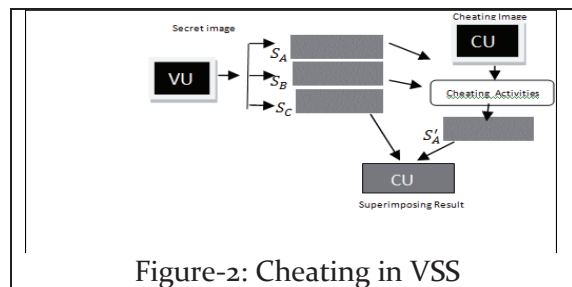 Cheating Image
Secret image
CU
S_A
VU
S_B
Cheating Activities
S_C
S'_A
CU
Superimposing Result
Figure-2: Cheating in VSS